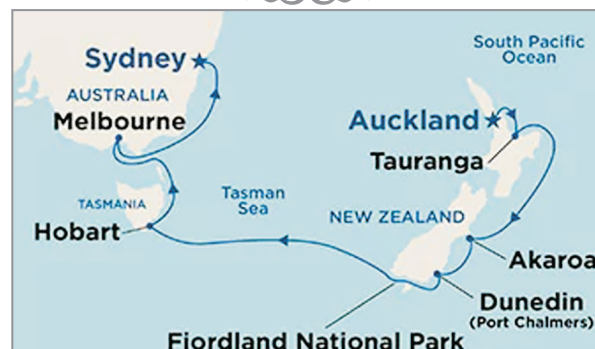 South Pacific
Ocean
Sydney
AUSTRALIA
Melbourne
Auckland
Tauranga
TASMANIA
Tasman
Sea
NEW ZEALAND
Hobart
Akaroa
Dunedin
(Port Chalmers)
Fiordland National Park